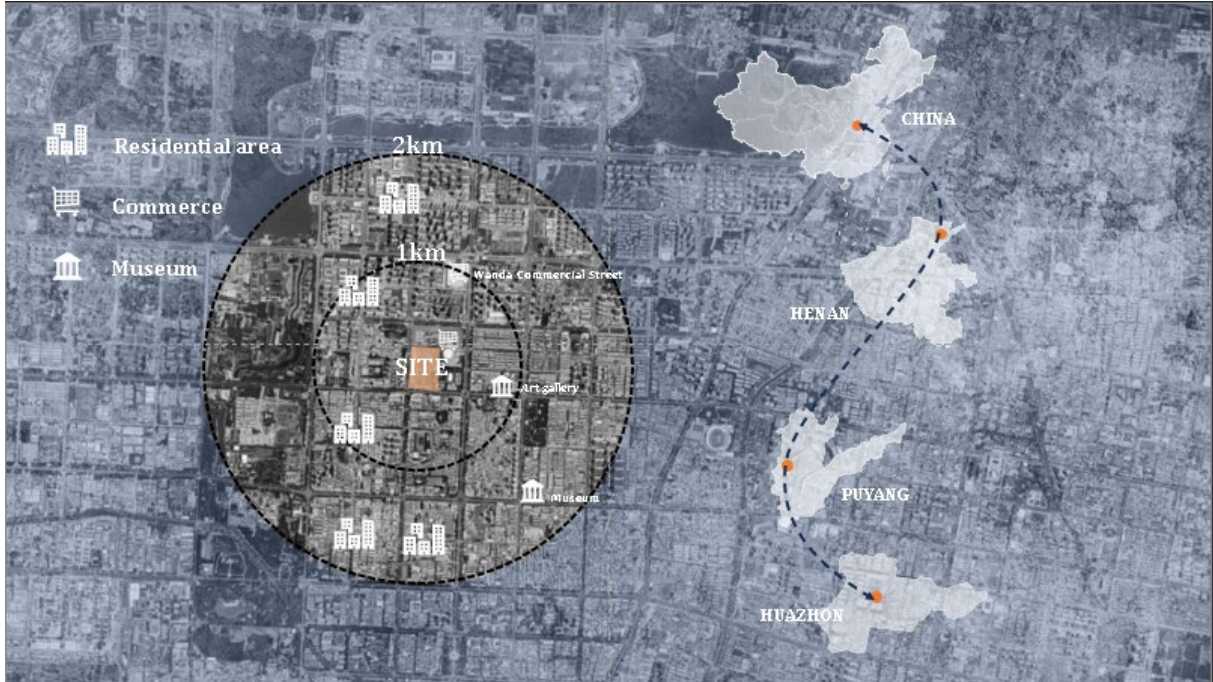 Residential area
Commerce
Museum
2km
1km
Wanda Commercial Street
SITE
Art gallery
Museum
CHINA
HENAN
PUYANG
HUAZHON